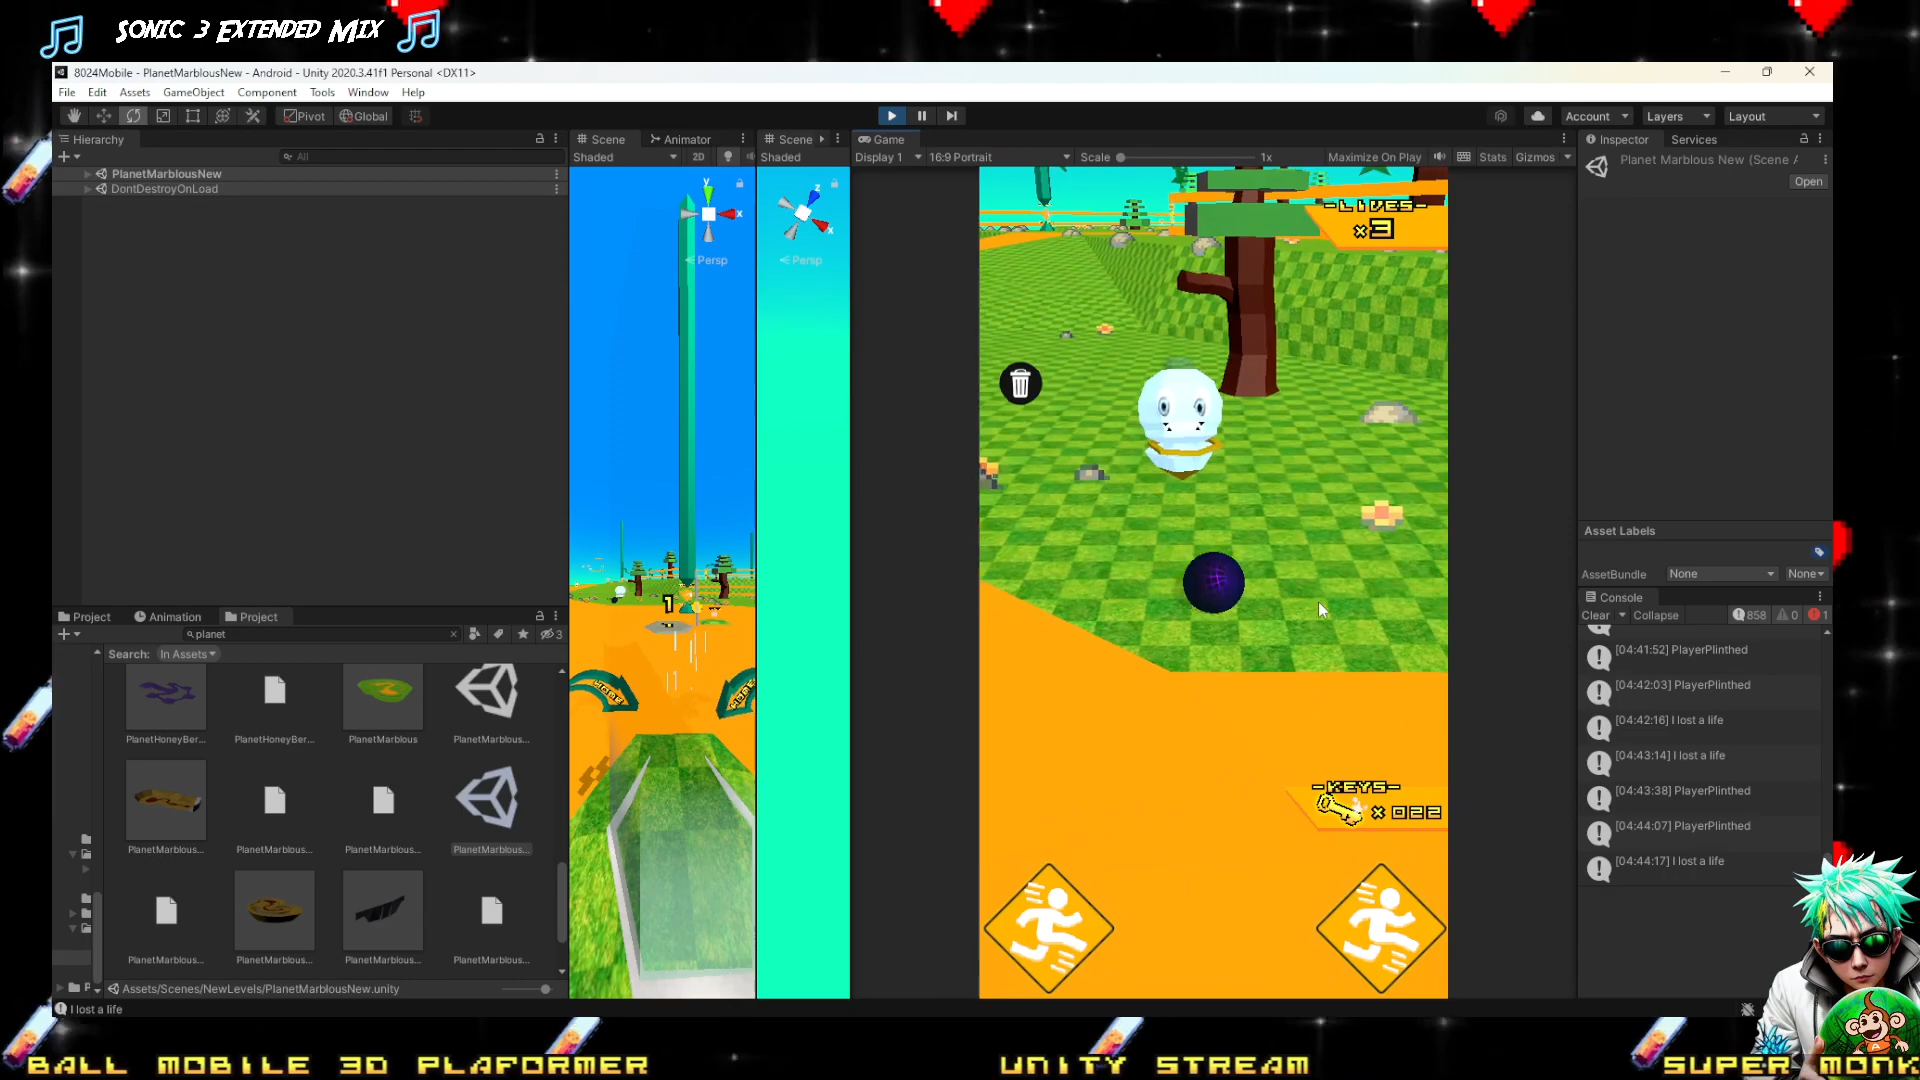 Sonic 3 Extended Mix
8024Mobile - PlanetMarblousNew - Android - Unity 2020.3.41f1 Personal <DX11>
File Edit Assets GameObject Component Tools Window Help
Pivot Global Account Layers Layout
Hierarchy
All
PlanetMarblousNew
DontDestroyOnLoad
Scene Animator
Shaded 2D
y
x
Persp
Scene
Shaded
z
x
Persp
Game
Display 1 16:9 Portrait Scale 1x Maximize On Play Stats Gizmos
-LIVES-
x3
-KEYS-
x 022
1
HOME
Inspector Services
Planet Marblous New (Scene A
Open
Asset Labels
AssetBundle None None
Console
Clear Collapse 858 0 1
[04:41:52] PlayerPlinthed
[04:42:03] PlayerPlinthed
[04:42:16] I lost a life
[04:43:14] I lost a life
[04:43:38] PlayerPlinthed
[04:44:07] PlayerPlinthed
[04:44:17] I lost a life
Project Animation Project
planet 3
Search: In Assets
PlanetHoneyBer... PlanetHoneyBer... PlanetMarblous PlanetMarblous...
PlanetMarblous... PlanetMarblous... PlanetMarblous... PlanetMarblous...
PlanetMarblous... PlanetMarblous... PlanetMarblous... PlanetMarblous...
P Assets/Scenes/NewLevels/PlanetMarblousNew.unity
I lost a life
BALL MOBILE 3D PLAFORMER UNITY STREAM SUPER MONK